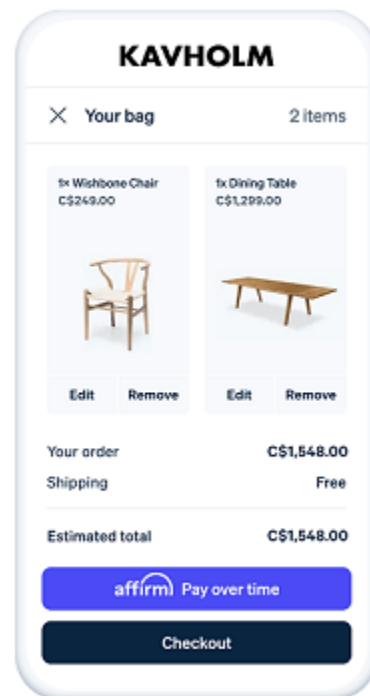 KAVHOLM
Your bag 2 items
1x Wishbone Chair
C$249.00
1x Dining Table
C$1,299.00
Edit Remove
Edit Remove
Your order C$1,548.00
Shipping Free
Estimated total C$1,548.00
affirm Pay over time
Checkout